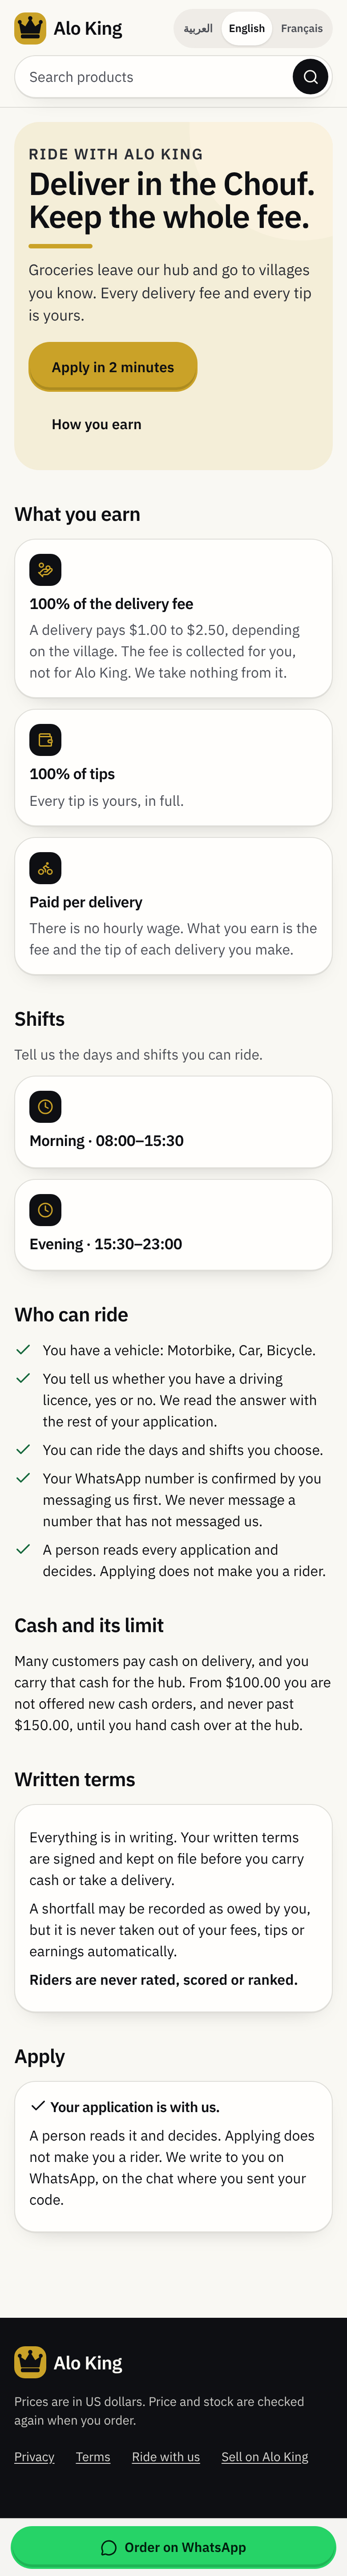 Alo King
العربية
English
Français
Search products
RIDE WITH ALO KING
Deliver in the Chouf.
Keep the whole fee.
Groceries leave our hub and go to villages
you know. Every delivery fee and every tip
is yours.
Apply in 2 minutes
How you earn
What you earn
100% of the delivery fee
A delivery pays $1.00 to $2.50, depending
on the village. The fee is collected for you,
not for Alo King. We take nothing from it.
100% of tips
Every tip is yours, in full.
Paid per delivery
There is no hourly wage. What you earn is the
fee and the tip of each delivery you make.
Shifts
Tell us the days and shifts you can ride.
Morning · 08:00–15:30
Evening · 15:30–23:00
Who can ride
You have a vehicle: Motorbike, Car, Bicycle.
You tell us whether you have a driving
licence, yes or no. We read the answer with
the rest of your application.
You can ride the days and shifts you choose.
Your WhatsApp number is confirmed by you
messaging us first. We never message a
number that has not messaged us.
A person reads every application and
decides. Applying does not make you a rider.
Cash and its limit
Many customers pay cash on delivery, and you
carry that cash for the hub. From $100.00 you are
not offered new cash orders, and never past
$150.00, until you hand cash over at the hub.
Written terms
Everything is in writing. Your written terms
are signed and kept on file before you carry
cash or take a delivery.
A shortfall may be recorded as owed by you,
but it is never taken out of your fees, tips or
earnings automatically.
Riders are never rated, scored or ranked.
Apply
Your application is with us.
A person reads it and decides. Applying does
not make you a rider. We write to you on
WhatsApp, on the chat where you sent your
code.
Alo King
Prices are in US dollars. Price and stock are checked
again when you order.
Privacy
Terms
Ride with us
Sell on Alo King
Order on WhatsApp